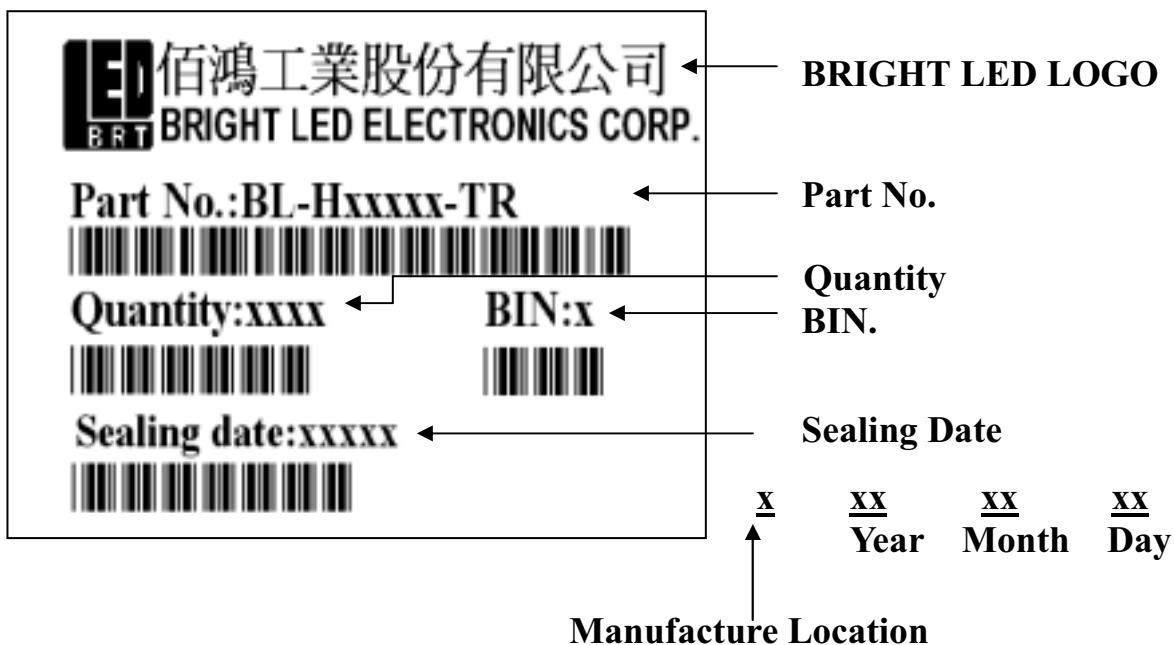 LED 佰鴻工業股份有限公司 BRIGHT LED LOGO
BRT BRIGHT LED ELECTRONICS CORP.
Part No.:BL-Hxxxxx-TR Part No.
Quantity
Quantity:xxxx BIN:x BIN.
Sealing date:xxxxx Sealing Date
x xx xx xx
Year Month Day
Manufacture Location